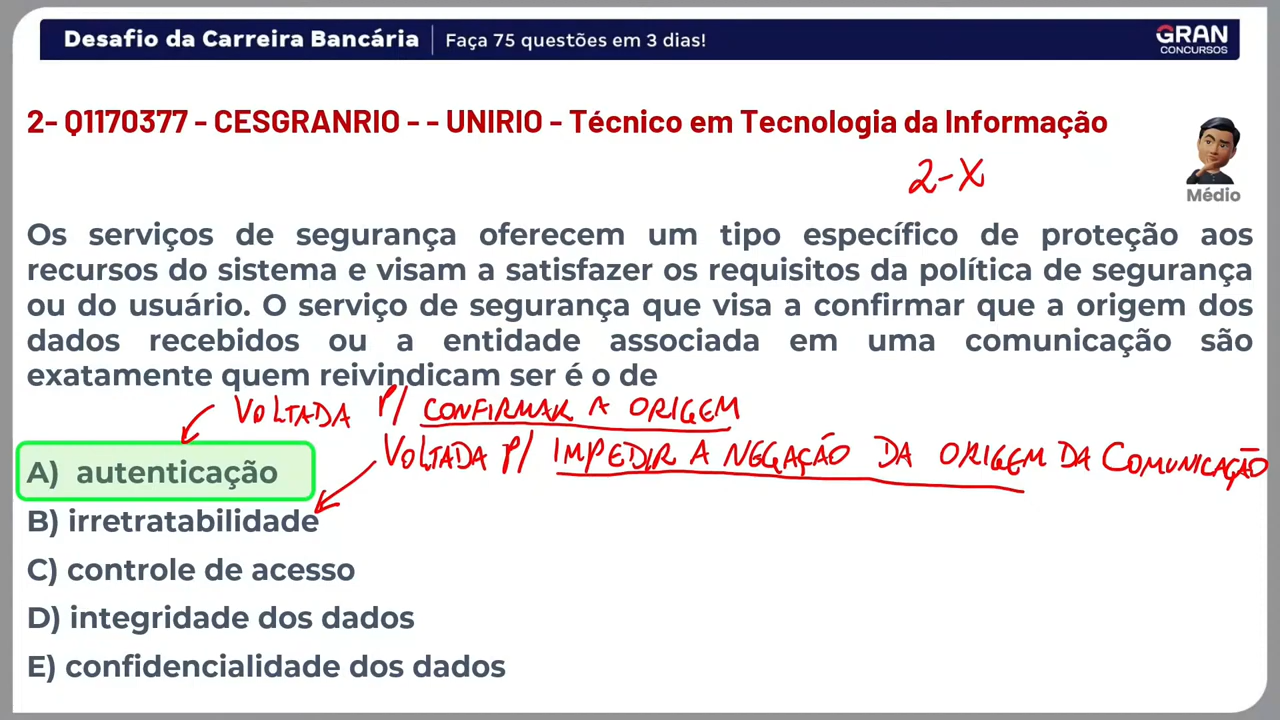 Desafio da Carreira Bancária | Faça 75 questões em 3 dias!
GRAN
CONCURSOS
2- Q1170377 - CESGRANRIO - - UNIRIO - Técnico em Tecnologia da Informação
2-X
Médio
Os serviços de segurança oferecem um tipo específico de proteção aos
recursos do sistema e visam a satisfazer os requisitos da política de segurança
ou do usuário. O serviço de segurança que visa a confirmar que a origem dos
dados recebidos ou a entidade associada em uma comunicação são
exatamente quem reivindicam ser é o de
VOLTADA P/ CONFIRMAR A ORIGEM
VOLTADA P/ IMPEDIR A NEGAÇÃO DA ORIGEM DA COMUNICAÇÃO
A) autenticação
B) irretratabilidade
C) controle de acesso
D) integridade dos dados
E) confidencialidade dos dados